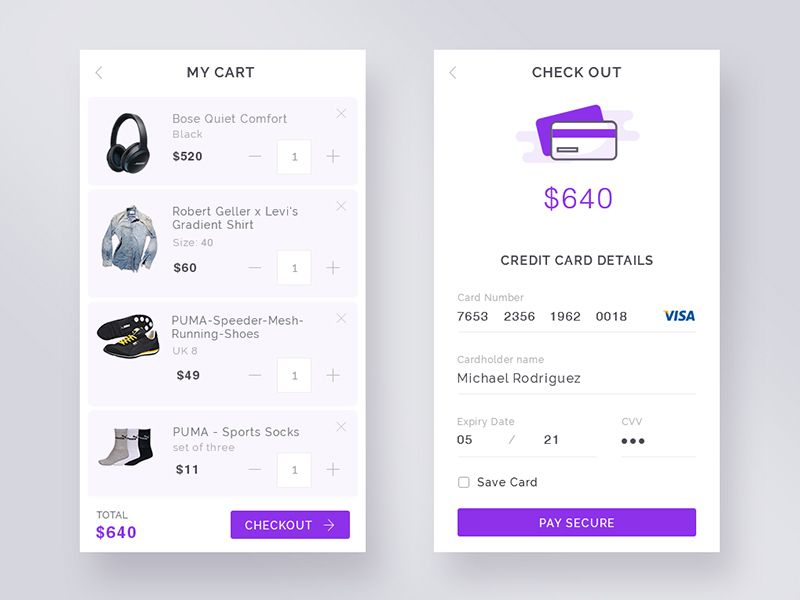 MY CART
Bose Quiet Comfort
Black
$520
1
Robert Geller x Levi's
Gradient Shirt
Size: 40
$60
1
PUMA-Speeder-Mesh-
Running-Shoes
UK 8
$49
1
PUMA - Sports Socks
set of three
$11
1
TOTAL
$640
CHECKOUT
CHECK OUT
$640
CREDIT CARD DETAILS
Card Number
7653 2356 1962 0018 VISA
Cardholder name
Michael Rodriguez
Expiry Date CVV
05 / 21
Save Card
PAY SECURE